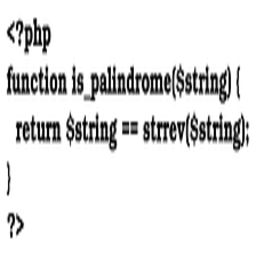 <?php
function is_palindrome($string) {
return $string == strrev($string);
}
?>